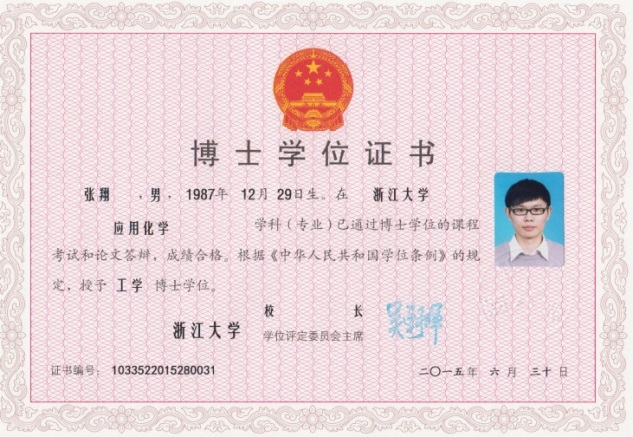 博士学位证书
张翔，男，1987年 12月 29日生。在 浙江大学
应用化学 学科（专业）已通过博士学位的课程
考试和论文答辩，成绩合格。根据《中华人民共和国学位条例》的规
定，授予 工学 博士学位。
浙江大学 校长
学位评定委员会主席
证书编号：1033522015280031 二〇一五年 六月 三十日